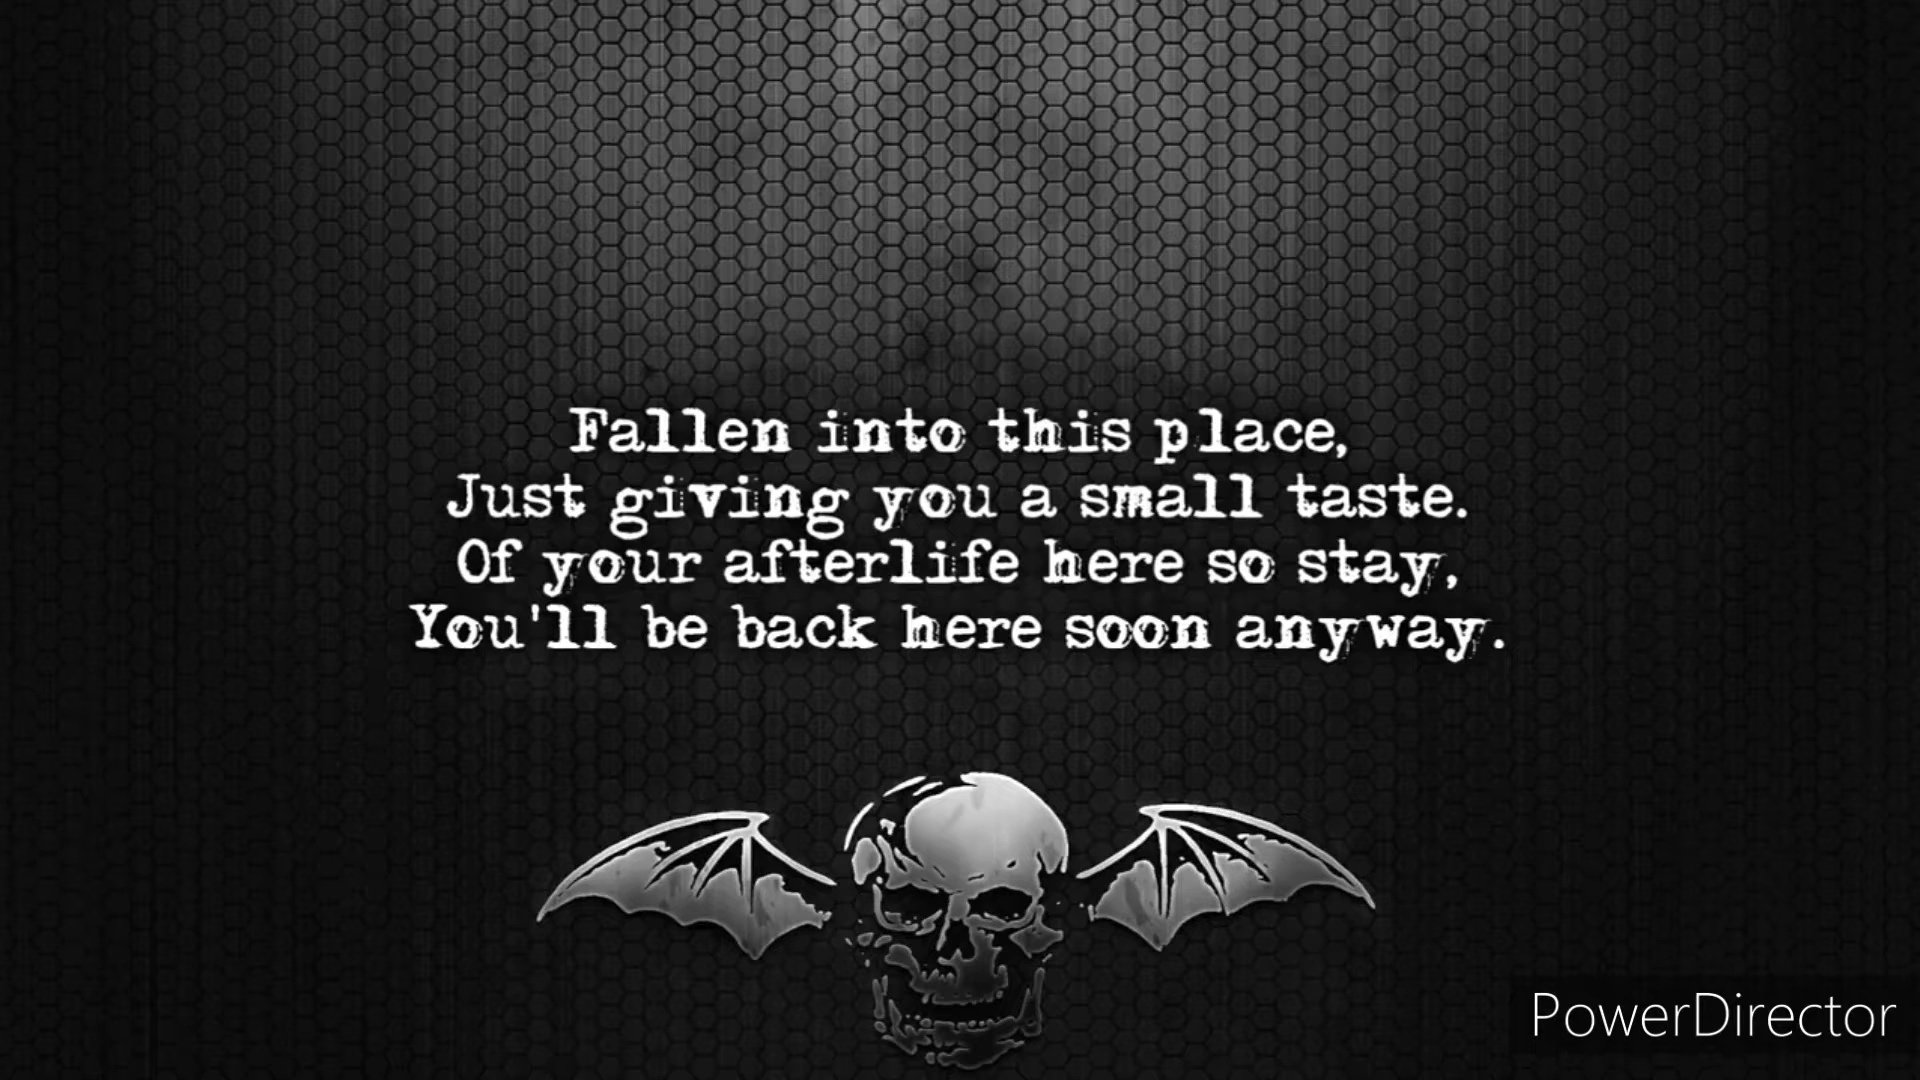 Fallen into this place,
Just giving you a small taste.
Of your afterlife here so stay,
You'll be back here soon anyway.
PowerDirector